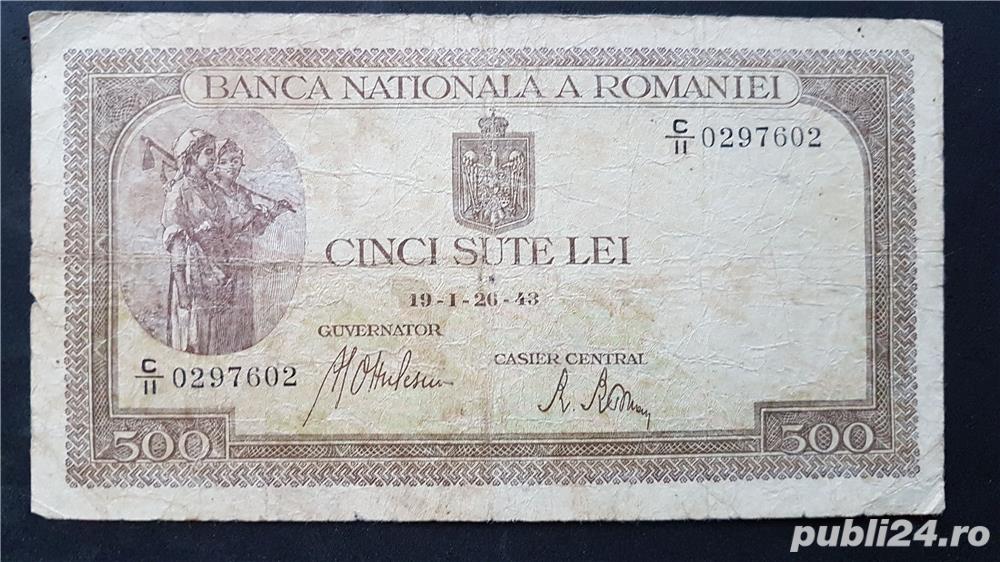 BANCA NATIONALA A ROMANIEI
C/II 0297602
CINCI SUTE LEI
19-I-26-43
GUVERNATOR
CASIER CENTRAL
C/II 0297602
500
500
publi24.ro